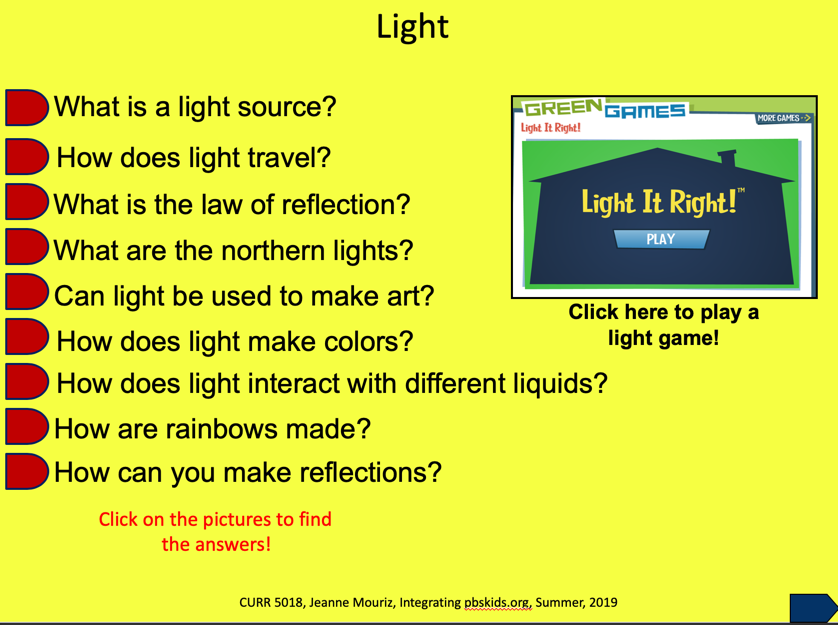 Light
What is a light source?
How does light travel?
What is the law of reflection?
What are the northern lights?
Can light be used to make art?
How does light make colors?
How does light interact with different liquids?
How are rainbows made?
How can you make reflections?
Click on the pictures to find
the answers!
GREEN GAMES
MORE GAMES
Light It Right!
Light It Right!™
PLAY
Click here to play a
light game!
CURR 5018, Jeanne Mouriz, Integrating pbskids.org, Summer, 2019